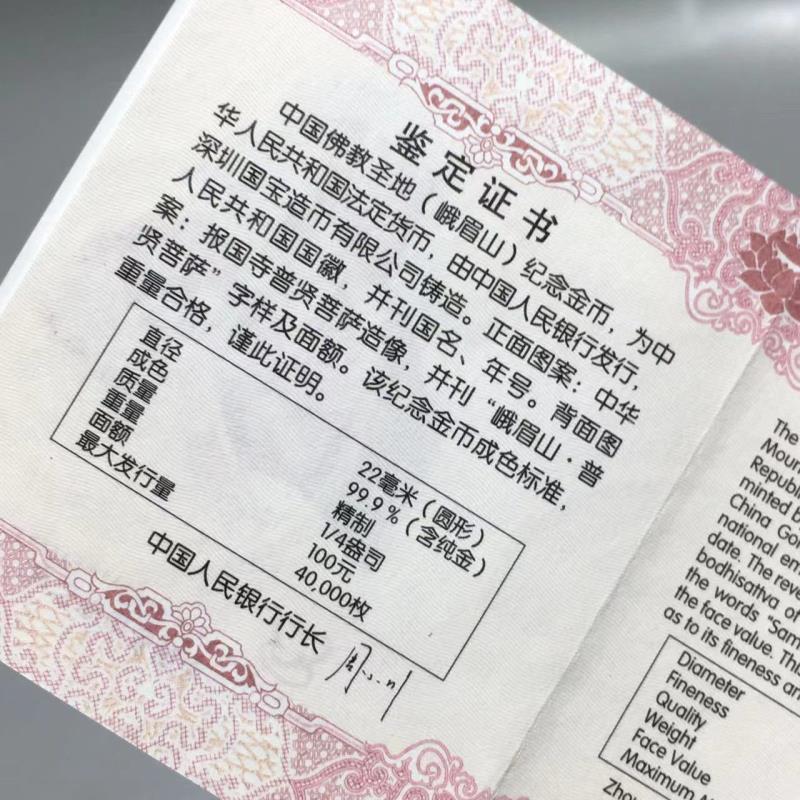 鉴定证书
中国佛教圣地（峨眉山）纪念金币，为中
华人民共和国法定货币，由中国人民银行发行，
深圳国宝造币有限公司铸造。正面图案：中华
人民共和国国徽，并刊国名、年号。背面图
案：报国寺普贤菩萨造像，并刊“峨眉山·普
贤菩萨”字样及面额。该纪念金币成色标准，
重量合格，谨此证明。
直径 22毫米（圆形）
成色 99.9%（含纯金）
质量 精制
重量 1/4盎司
面额 100元
最大发行量 40,000枚
中国人民银行行长
The
Moun
Republi
minted b
China Go
national em
date. The reve
bodhisattva of
the words "Sam
the face value. Thi
as to its fineness an
Diameter
Fineness
Quality
Weight
Face Value
Maximum
Zho